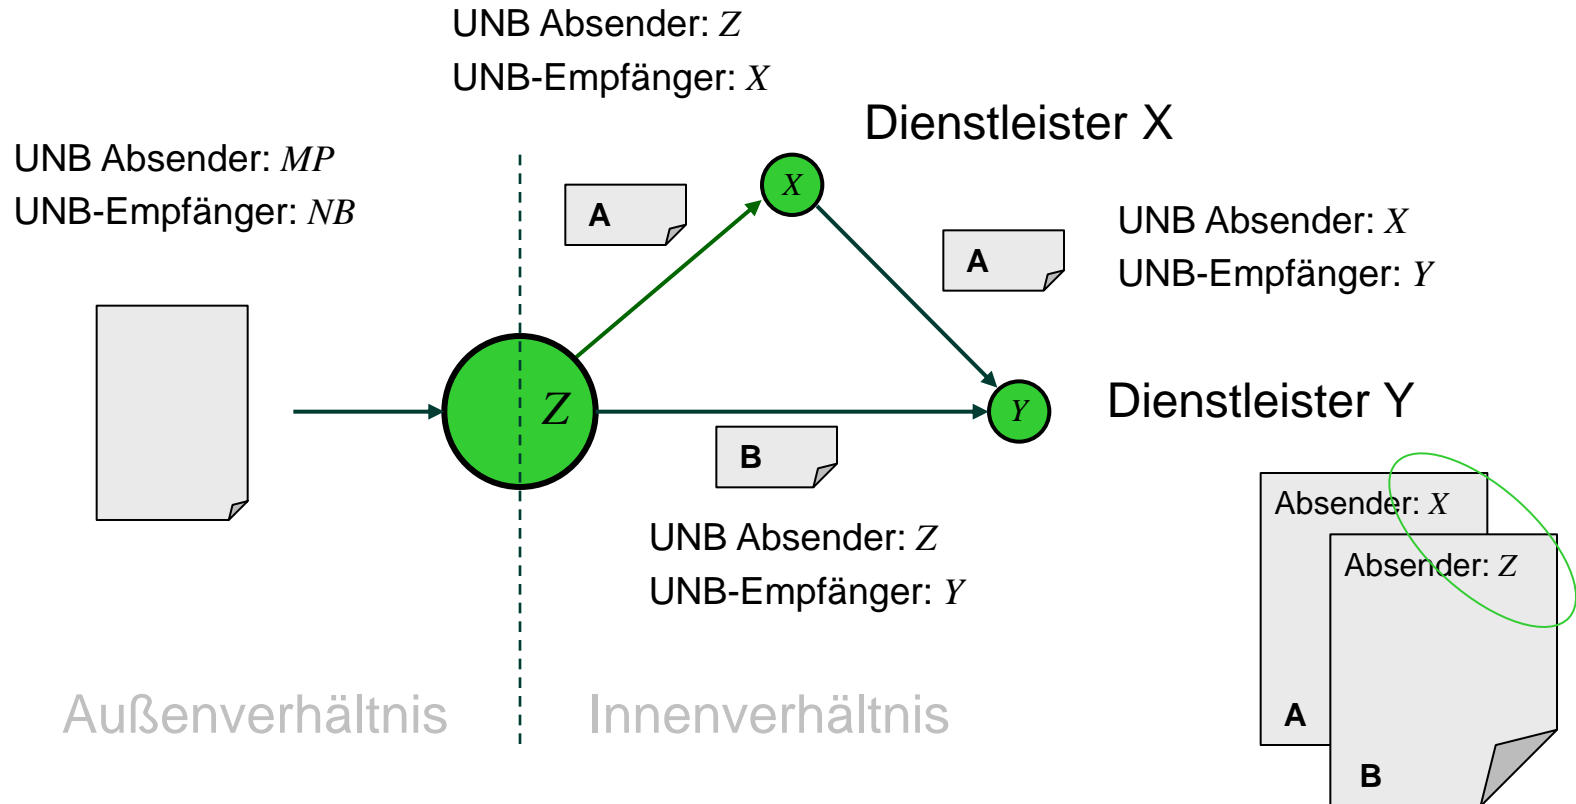 UNB Absender: Z
UNB-Empfänger: X
Dienstleister X
UNB Absender: MP
UNB-Empfänger: NB
X
A
UNB Absender: X
UNB-Empfänger: Y
A
Z
Y
Dienstleister Y
B
UNB Absender: Z
UNB-Empfänger: Y
Absender: X
Absender: Z
A
B
Außenverhältnis
Innenverhältnis